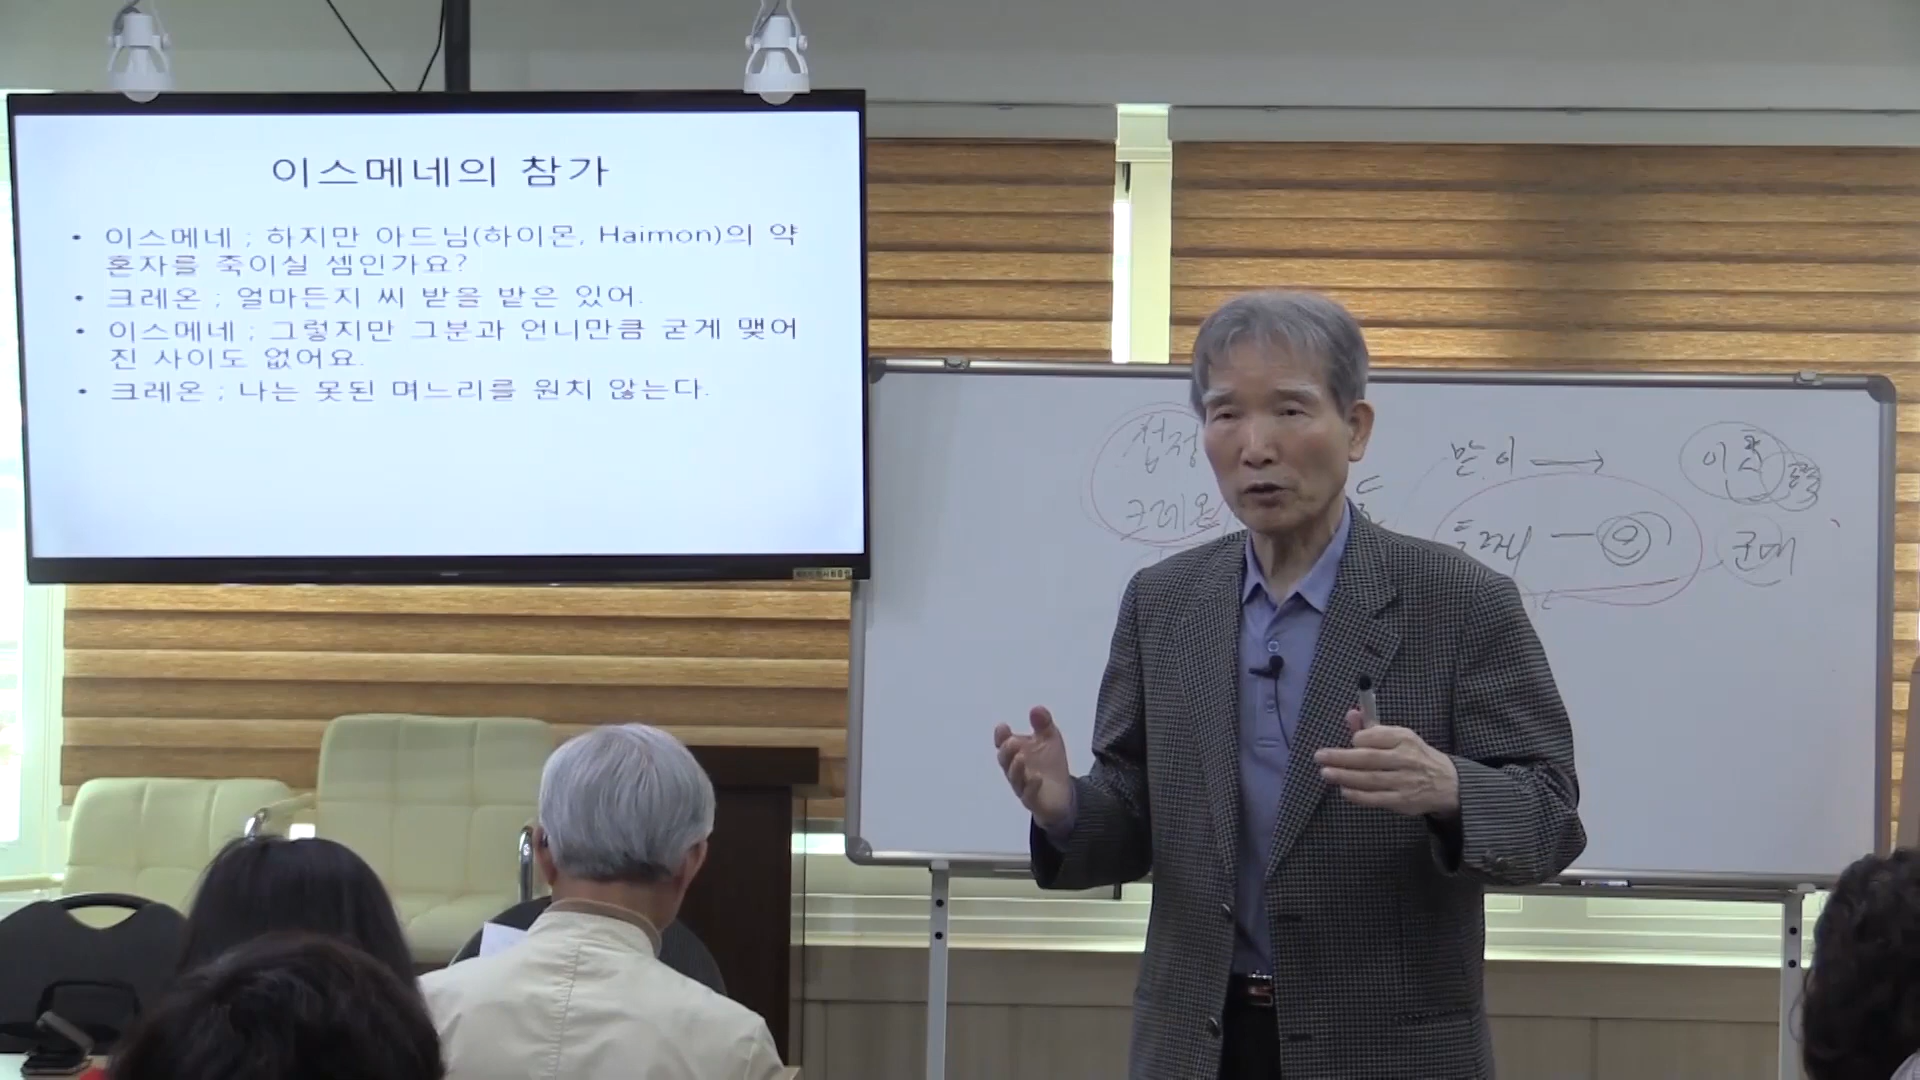 이스메네의 참가
• 이스메네 ; 하지만 아드님(하이몬, Haimon)의 약
혼자를 죽이실 셈인가요?
• 크레온 ; 얼마든지 씨 받을 밭은 있어.
• 이스메네 ; 그렇지만 그분과 언니만큼 굳게 맺어
진 사이도 없어요.
• 크레온 ; 나는 못된 며느리를 원치 않는다.
섭정
크레온
맏이